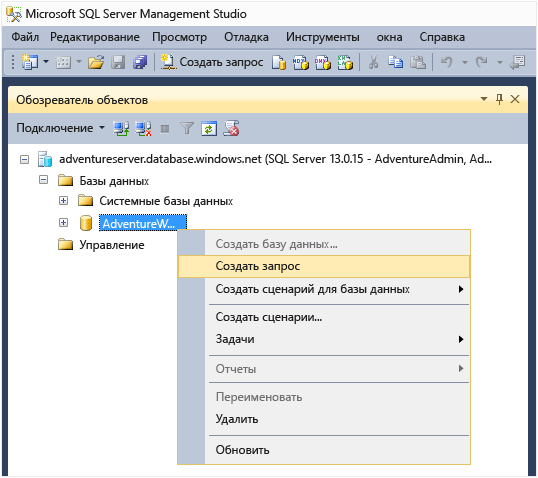 Microsoft SQL Server Management Studio
Файл Редактирование Просмотр Отладка Инструменты окна Справка
Создать запрос
Обозреватель объектов
Подключение
adventureserver.database.windows.net (SQL Server 13.0.15 - AdventureAdmin, Ad...
Базы данных
Системные базы данных
AdventureW...
Управление
Создать базу данных...
Создать запрос
Создать сценарий для базы данных
Создать сценарии...
Задачи
Отчеты
Переименовать
Удалить
Обновить